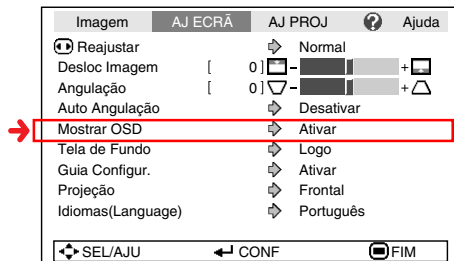 Imagem AJ ECRÃ AJ PROJ ? Ajuda
Reajustar Normal
Desloc Imagem [ 0 ] - +
Angulação [ 0 ] - +
Auto Angulação Desativar
Mostrar OSD Ativar
Tela de Fundo Logo
Guia Configur. Ativar
Projeção Frontal
Idiomas(Language) Português
SEL/AJU CONF FIM